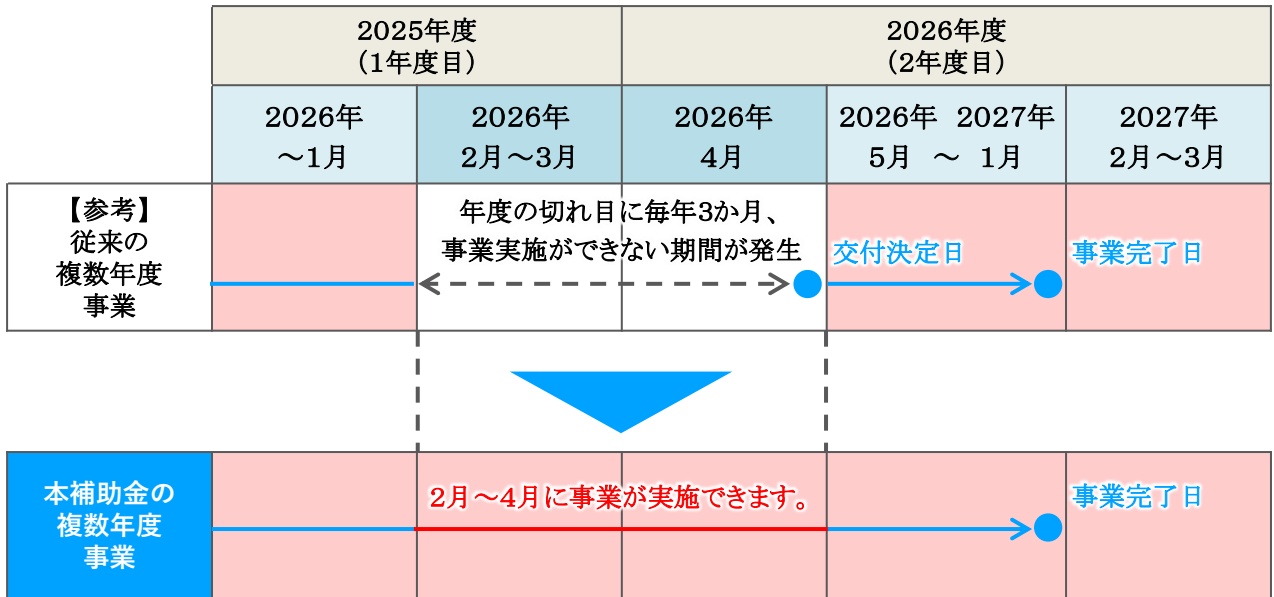 2025年度
（1年度目）
2026年度
（2年度目）
2026年
～1月
2026年
2月～3月
2026年
4月
2026年 2027年
5月 ～ 1月
2027年
2月～3月
【参考】
従来の
複数年度
事業
年度の切れ目に毎年3か月、
事業実施ができない期間が発生
交付決定日
事業完了日
本補助金の
複数年度
事業
2月～4月に事業が実施できます。
事業完了日